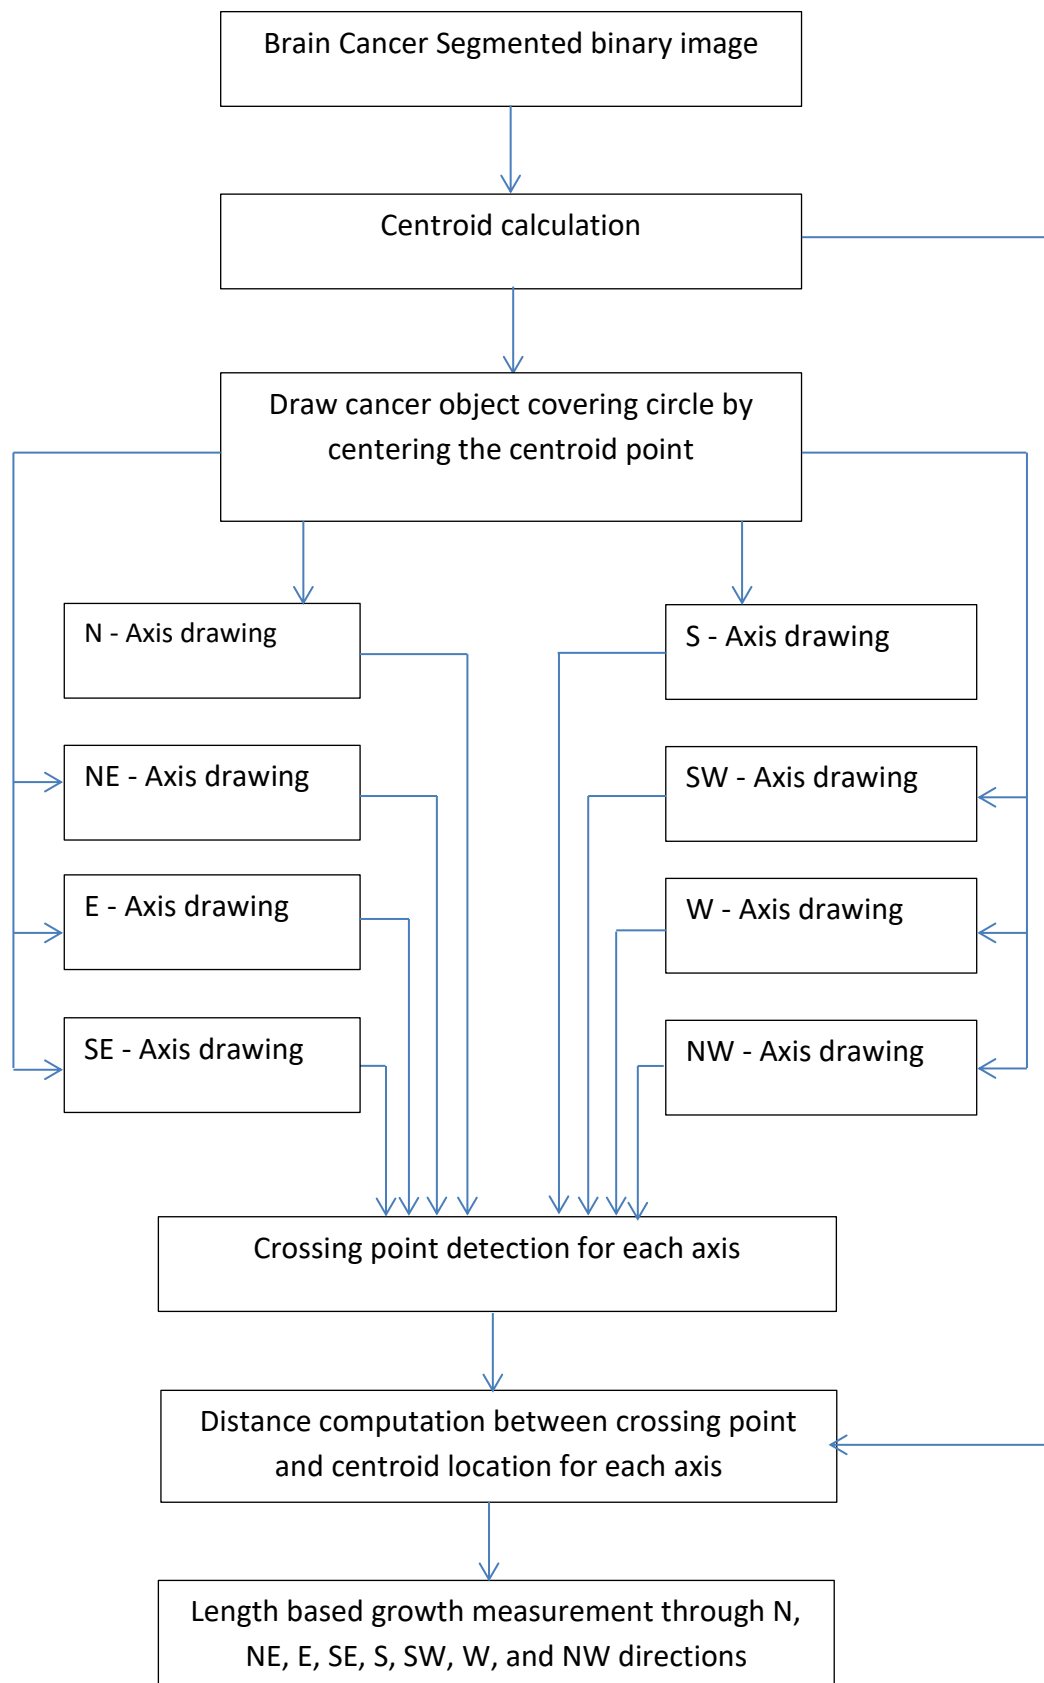 Brain Cancer Segmented binary image
Centroid calculation
Draw cancer object covering circle by
centering the centroid point
N - Axis drawing
S - Axis drawing
NE - Axis drawing
SW - Axis drawing
E - Axis drawing
W - Axis drawing
SE - Axis drawing
NW - Axis drawing
Crossing point detection for each axis
Distance computation between crossing point
and centroid location for each axis
Length based growth measurement through N,
NE, E, SE, S, SW, W, and NW directions